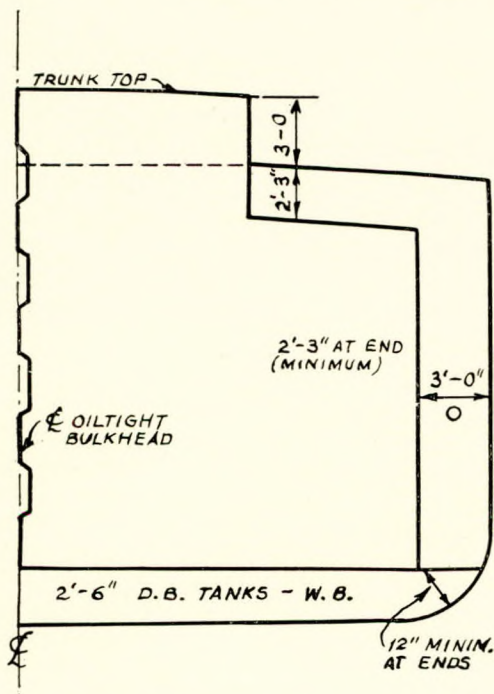 TRUNK TOP
3-0
2'-3"
2'-3" AT END
(MINIMUM)
3'-0"
℄ OILTIGHT
BULKHEAD
2'-6" D.B. TANKS - W.B.
℄
12" MINIM.
AT ENDS